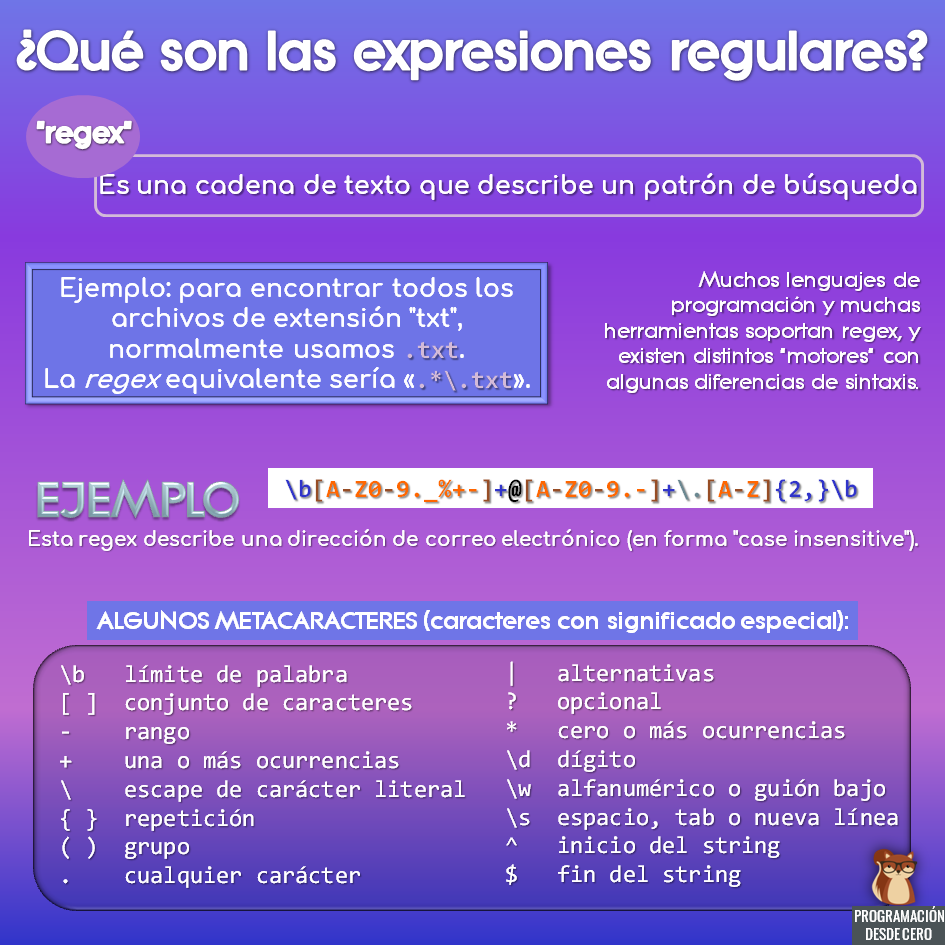 ¿Qué son las expresiones regulares?
"regex"
Es una cadena de texto que describe un patrón de búsqueda
Ejemplo: para encontrar todos los
archivos de extensión "txt",
normalmente usamos .txt.
La regex equivalente sería «.*\.txt».
Muchos lenguajes de
programación y muchas
herramientas soportan regex, y
existen distintos "motores" con
algunas diferencias de sintaxis.
EJEMPLO
\b[A-Z0-9._%+-]+@[A-Z0-9.-]+\.[A-Z]{2,}\b
Esta regex describe una dirección de correo electrónico (en forma "case insensitive").
ALGUNOS METACARACTERES (caracteres con significado especial):
\b límite de palabra
[ ] conjunto de caracteres
- rango
+ una o más ocurrencias
\ escape de carácter literal
{ } repetición
( ) grupo
. cualquier carácter
| alternativas
? opcional
* cero o más ocurrencias
\d dígito
\w alfanumérico o guión bajo
\s espacio, tab o nueva línea
^ inicio del string
$ fin del string
PROGRAMACIÓN
DESDE CERO